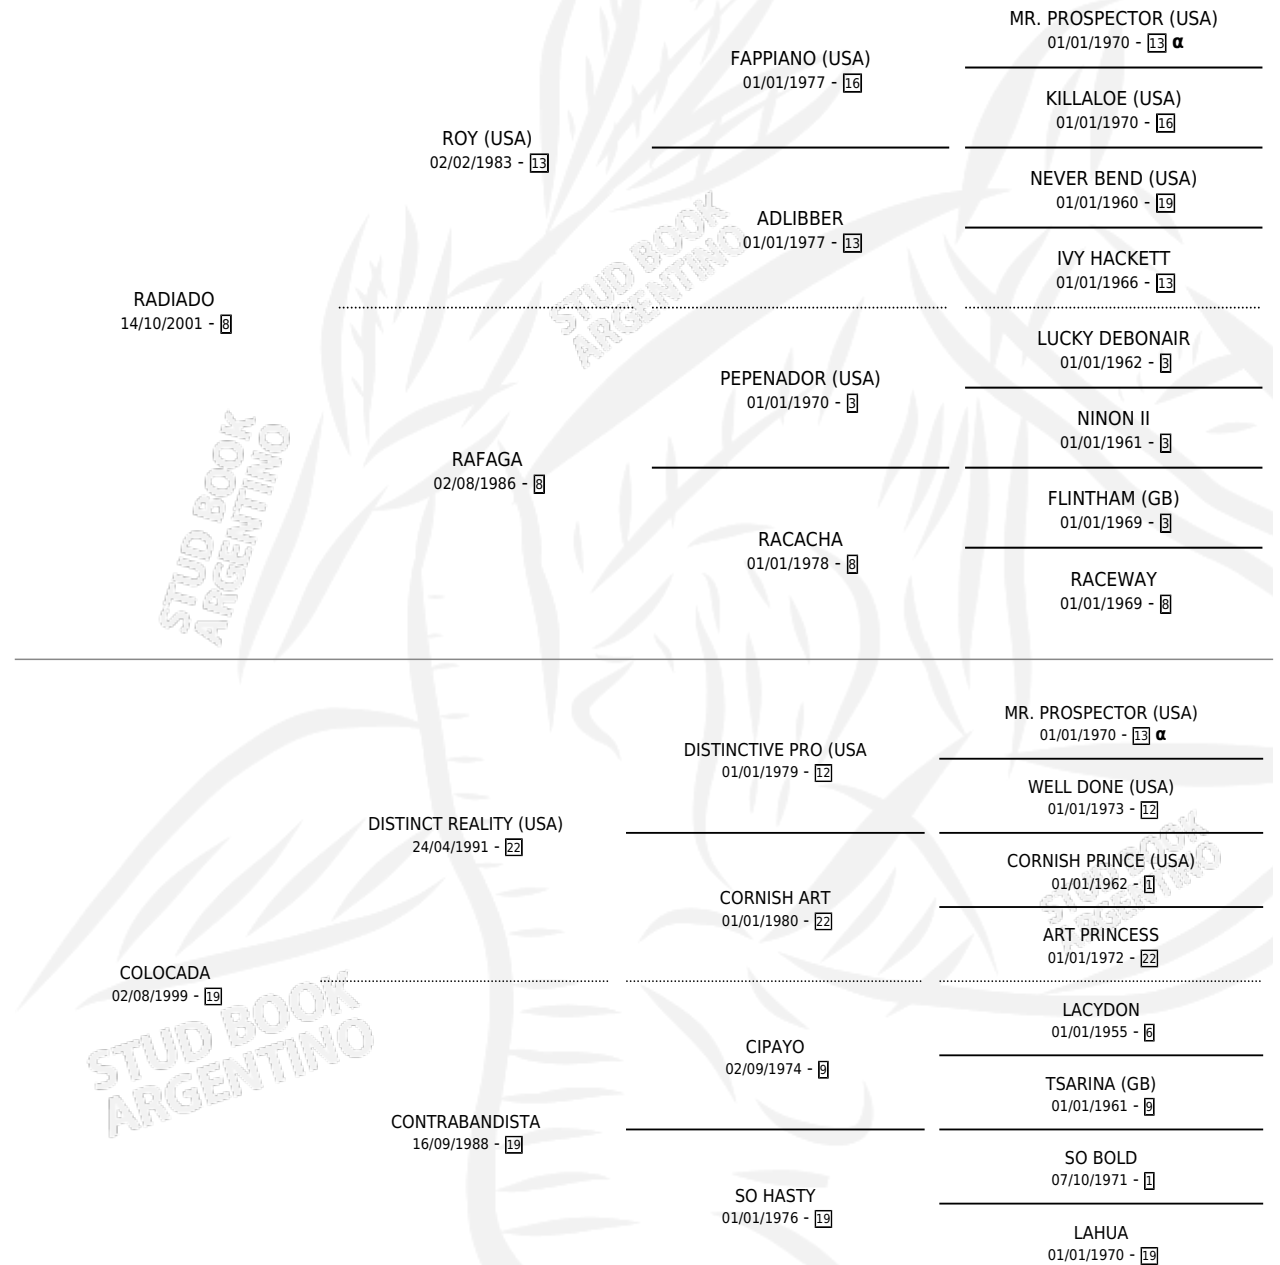 MR. PROSPECTOR (USA)
01/01/1970 - 13 α
FAPPIANO (USA)
01/01/1977 - 16
KILLALOE (USA)
01/01/1970 - 16
ROY (USA)
02/02/1983 - 13
NEVER BEND (USA)
01/01/1960 - 19
ADLIBBER
01/01/1977 - 13
IVY HACKETT
01/01/1966 - 13
RADIADO
14/10/2001 - 8
LUCKY DEBONAIR
01/01/1962 - 3
PEPENADOR (USA)
01/01/1970 - 3
NINON II
01/01/1961 - 3
RAFAGA
02/08/1986 - 8
FLINTHAM (GB)
01/01/1969 - 3
RACACHA
01/01/1978 - 8
RACEWAY
01/01/1969 - 8
STUD BOOK
ARGENTINO
STUD BOOK
ARGENTINO
MR. PROSPECTOR (USA)
01/01/1970 - 13 α
DISTINCTIVE PRO (USA
01/01/1979 - 12
WELL DONE (USA)
01/01/1973 - 12
DISTINCT REALITY (USA)
24/04/1991 - 22
CORNISH PRINCE (USA)
01/01/1962 - 1
CORNISH ART
01/01/1980 - 22
ART PRINCESS
01/01/1972 - 22
COLOCADA
02/08/1999 - 19
LACYDON
01/01/1955 - 6
CIPAYO
02/09/1974 - 9
TSARINA (GB)
01/01/1961 - 9
CONTRABANDISTA
16/09/1988 - 19
SO BOLD
07/10/1971 - 1
SO HASTY
01/01/1976 - 19
LAHUA
01/01/1970 - 19
STUD BOOK
ARGENTINO
STUD BOOK
ARGENTINO